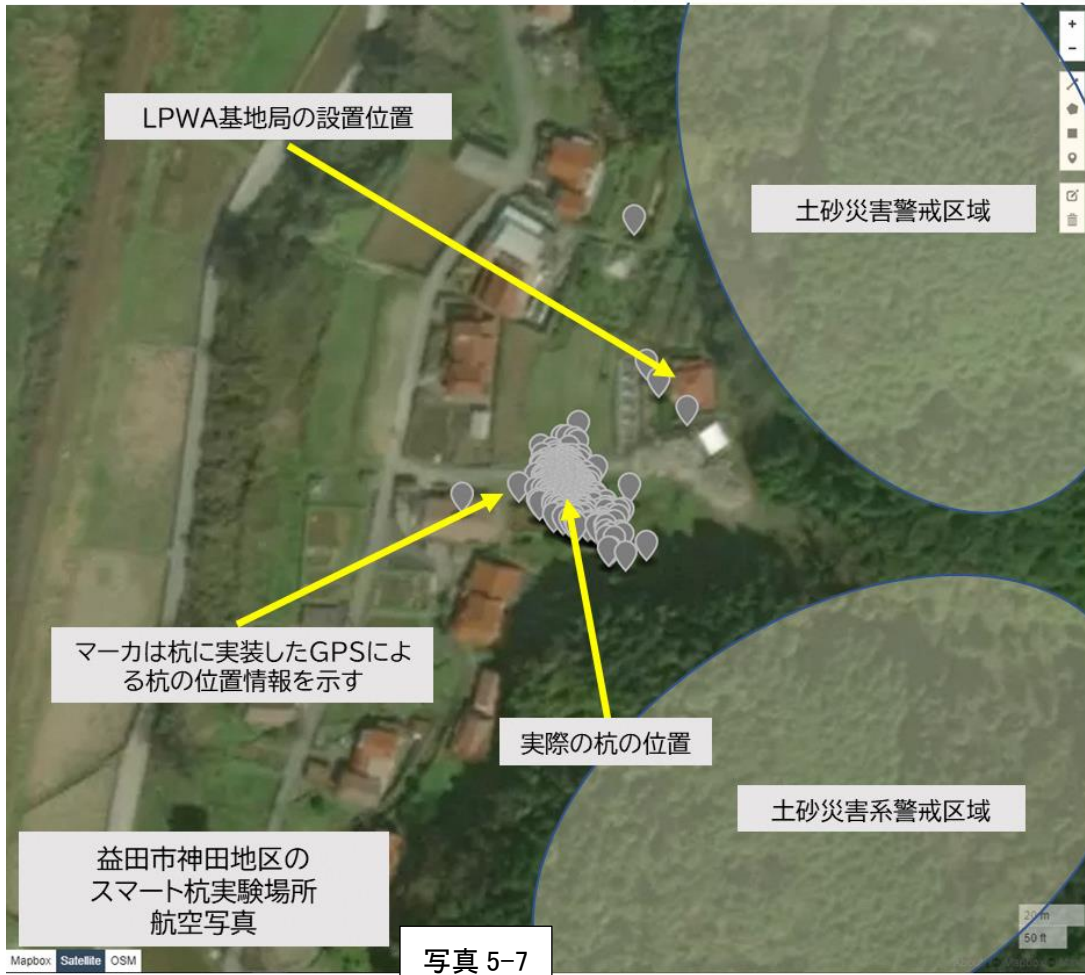 +
−
LPWA基地局の設置位置
土砂災害警戒区域
マーカは杭に実装したGPSによ
る杭の位置情報を示す
実際の杭の位置
土砂災害系警戒区域
益田市神田地区の
スマート杭実験場所
航空写真
20 m
50 ft
Mapbox Satellite OSM
写真 5-7